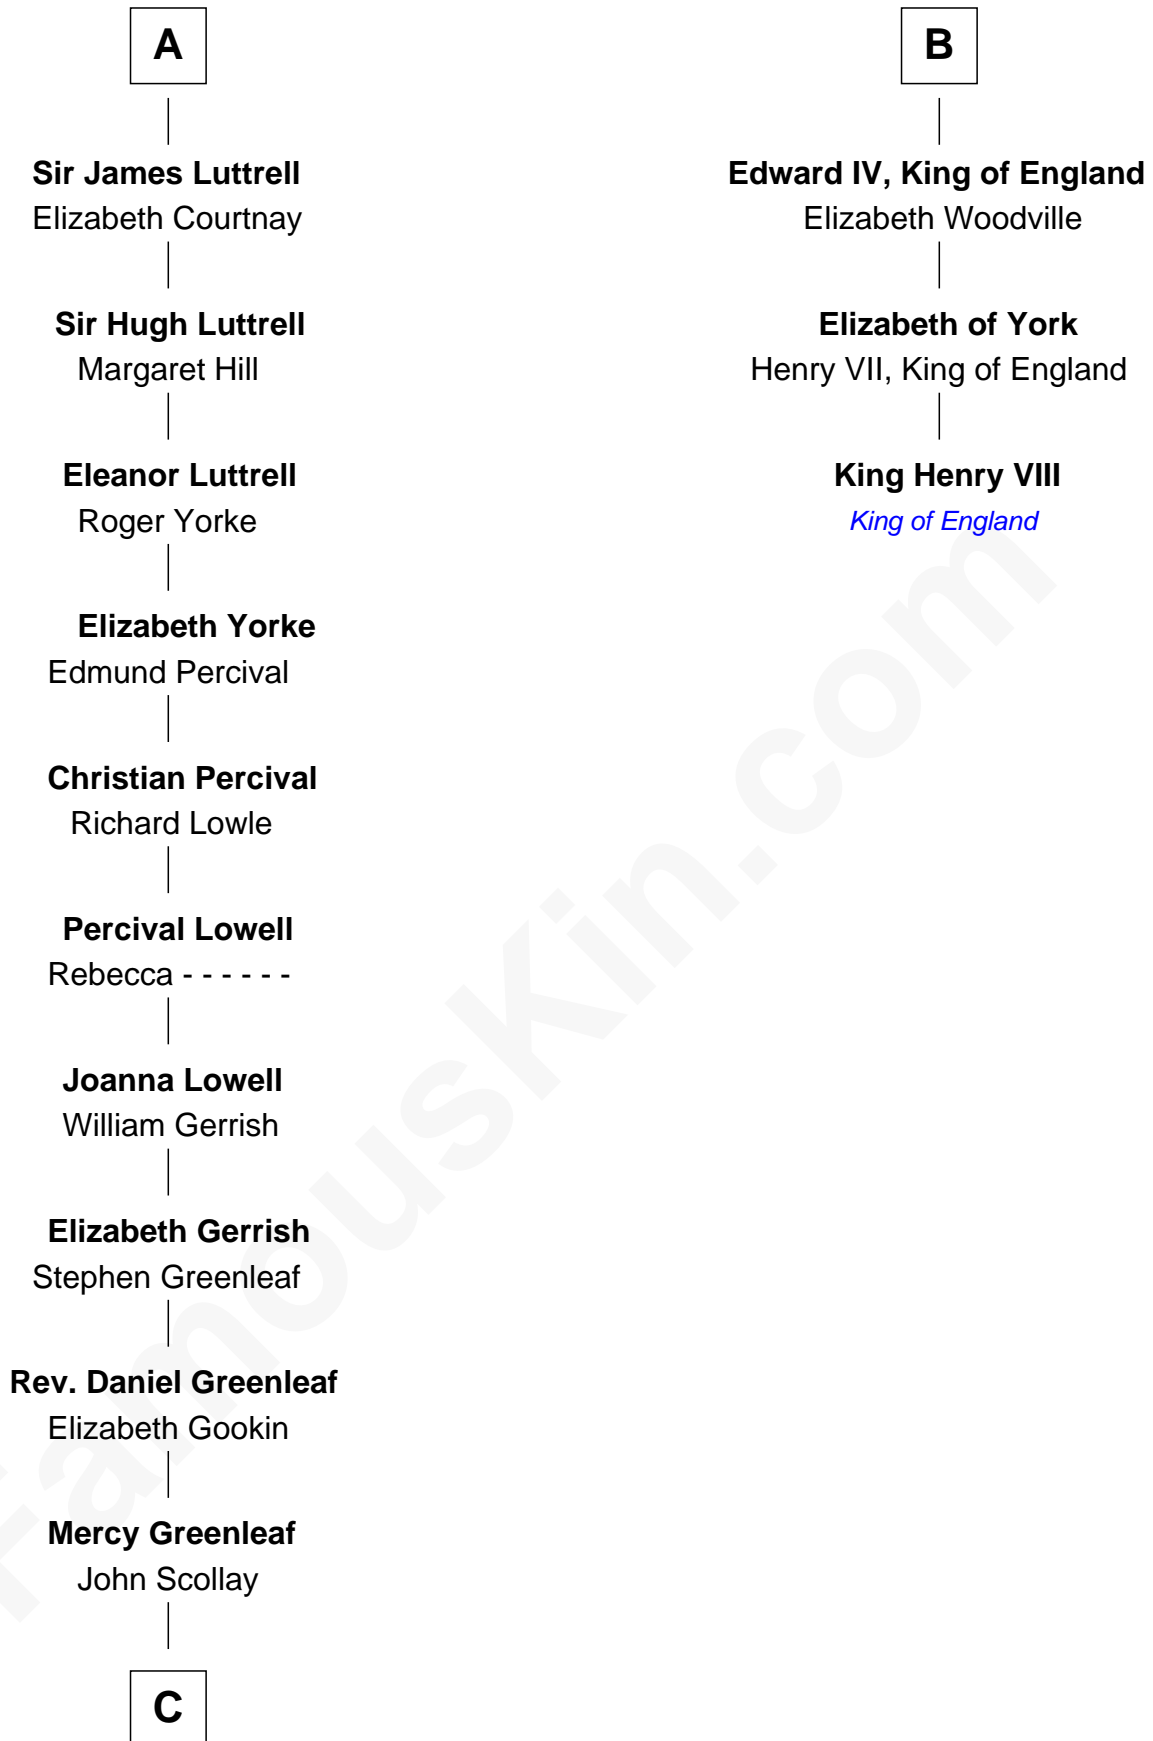 A
Sir James Luttrell
Elizabeth Courtnay
Sir Hugh Luttrell
Margaret Hill
Eleanor Luttrell
Roger Yorke
Elizabeth Yorke
Edmund Percival
Christian Percival
Richard Lowle
Percival Lowell
Rebecca - - - - - -
Joanna Lowell
William Gerrish
Elizabeth Gerrish
Stephen Greenleaf
Rev. Daniel Greenleaf
Elizabeth Gookin
Mercy Greenleaf
John Scollay
C
B
Edward IV, King of England
Elizabeth Woodville
Elizabeth of York
Henry VII, King of England
King Henry VIII
King of England
FamousKin.com